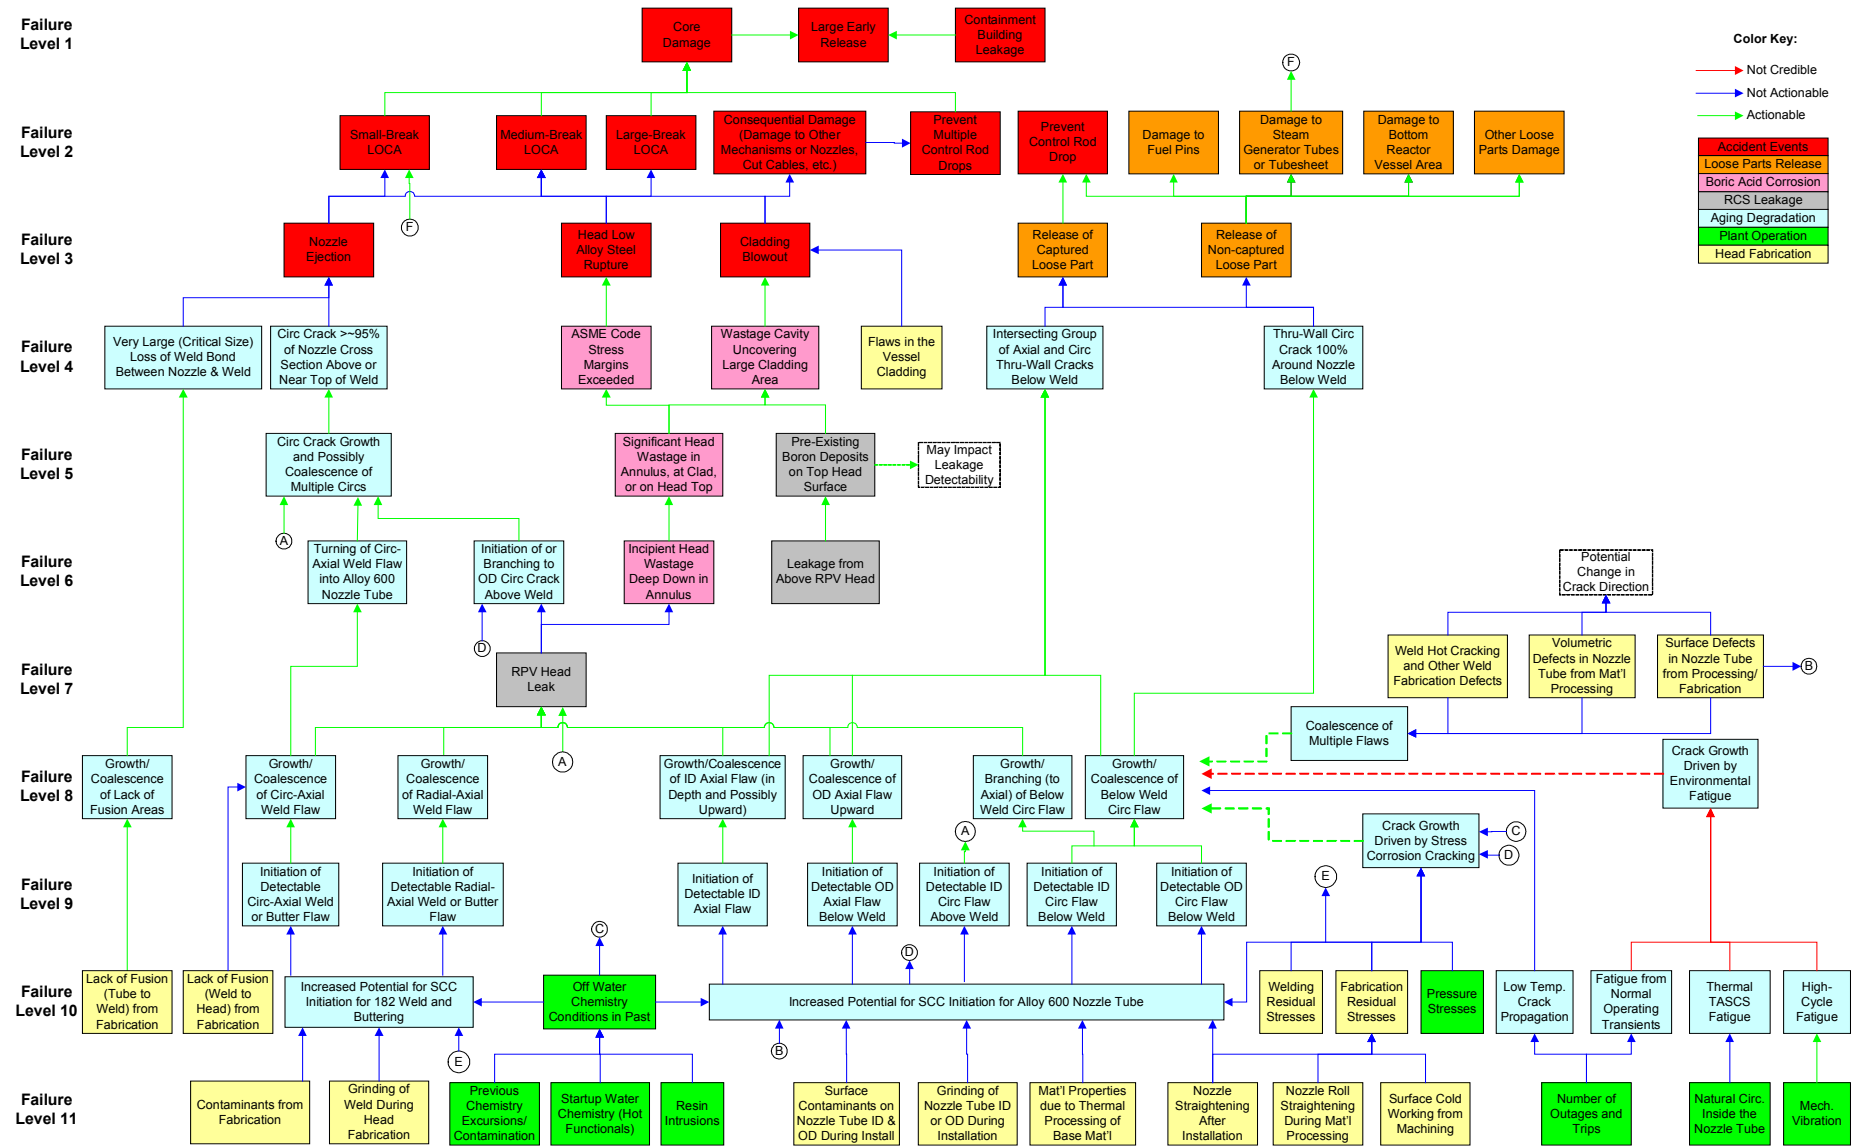 Failure
Level 1
Core
Damage
Large Early
Release
Containment
Building
Leakage
Color Key:
Not Credible
Not Actionable
Actionable
Accident Events
Loose Parts Release
Boric Acid Corrosion
RCS Leakage
Aging Degradation
Plant Operation
Head Fabrication
F
Failure
Level 2
Small-Break
LOCA
Medium-Break
LOCA
Large-Break
LOCA
Consequential Damage
(Damage to Other
Mechanisms or Nozzles,
Cut Cables, etc.)
Prevent
Multiple
Control Rod
Drops
Prevent
Control Rod
Drop
Damage to
Fuel Pins
Damage to
Steam
Generator Tubes
or Tubesheet
Damage to
Bottom
Reactor
Vessel Area
Other Loose
Parts Damage
F
Failure
Level 3
Nozzle
Ejection
Head Low
Alloy Steel
Rupture
Cladding
Blowout
Release of
Captured
Loose Part
Release of
Non-captured
Loose Part
Failure
Level 4
Very Large (Critical Size)
Loss of Weld Bond
Between Nozzle & Weld
Circ Crack >~95%
of Nozzle Cross
Section Above or
Near Top of Weld
ASME Code
Stress
Margins
Exceeded
Wastage Cavity
Uncovering
Large Cladding
Area
Flaws in the
Vessel
Cladding
Intersecting Group
of Axial and Circ
Thru-Wall Cracks
Below Weld
Thru-Wall Circ
Crack 100%
Around Nozzle
Below Weld
Failure
Level 5
Circ Crack Growth
and Possibly
Coalescence of
Multiple Circs
Significant Head
Wastage in
Annulus, at Clad,
or on Head Top
Pre-Existing
Boron Deposits
on Top Head
Surface
May Impact
Leakage
Detectability
A
Failure
Level 6
Turning of Circ-
Axial Weld Flaw
into Alloy 600
Nozzle Tube
Initiation of or
Branching to
OD Circ Crack
Above Weld
Incipient Head
Wastage
Deep Down in
Annulus
Leakage from
Above RPV Head
Potential
Change in
Crack Direction
D
Failure
Level 7
RPV Head
Leak
Weld Hot Cracking
and Other Weld
Fabrication Defects
Volumetric
Defects in Nozzle
Tube from Mat'l
Processing
Surface Defects
in Nozzle Tube
from Processing/
Fabrication
B
Coalescence of
Multiple Flaws
A
Failure
Level 8
Growth/
Coalescence
of Lack of
Fusion Areas
Growth/
Coalescence
of Circ-Axial
Weld Flaw
Growth/
Coalescence
of Radial-Axial
Weld Flaw
Growth/Coalescence
of ID Axial Flaw (in
Depth and Possibly
Upward)
Growth/
Coalescence of
OD Axial Flaw
Upward
Growth/
Branching (to
Axial) of Below
Weld Circ Flaw
Growth/
Coalescence of
Below Weld
Circ Flaw
Crack Growth
Driven by
Environmental
Fatigue
A
Crack Growth
Driven by Stress
Corrosion Cracking
C
D
Failure
Level 9
Initiation of
Detectable
Circ-Axial Weld
or Butter Flaw
Initiation of
Detectable Radial-
Axial Weld or Butter
Flaw
Initiation of
Detectable ID
Axial Flaw
Initiation of
Detectable OD
Axial Flaw
Below Weld
Initiation of
Detectable ID
Circ Flaw
Above Weld
Initiation of
Detectable ID
Circ Flaw
Below Weld
Initiation of
Detectable OD
Circ Flaw
Below Weld
E
C
D
Failure
Level 10
Lack of Fusion
(Tube to
Weld) from
Fabrication
Lack of Fusion
(Weld to
Head) from
Fabrication
Increased Potential for SCC
Initiation for 182 Weld and
Buttering
Off Water
Chemistry
Conditions in Past
Increased Potential for SCC Initiation for Alloy 600 Nozzle Tube
Welding
Residual
Stresses
Fabrication
Residual
Stresses
Pressure
Stresses
Low Temp.
Crack
Propagation
Fatigue from
Normal
Operating
Transients
Thermal
TASCS
Fatigue
High-
Cycle
Fatigue
E
B
Failure
Level 11
Contaminants from
Fabrication
Grinding of
Weld During
Head
Fabrication
Previous
Chemistry
Excursions/
Contamination
Startup Water
Chemistry (Hot
Functionals)
Resin
Intrusions
Surface
Contaminants on
Nozzle Tube ID &
OD During Install
Grinding of
Nozzle Tube ID
or OD During
Installation
Mat'l Properties
due to Thermal
Processing of
Base Mat'l
Nozzle
Straightening
After
Installation
Nozzle Roll
Straightening
During Mat'l
Processing
Surface Cold
Working from
Machining
Number of
Outages and
Trips
Natural Circ.
Inside the
Nozzle Tube
Mech.
Vibration